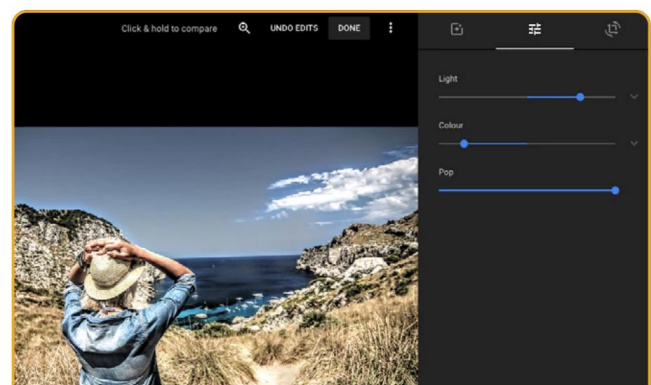 Click & hold to compare UNDO EDITS DONE
Light
Colour
Pop